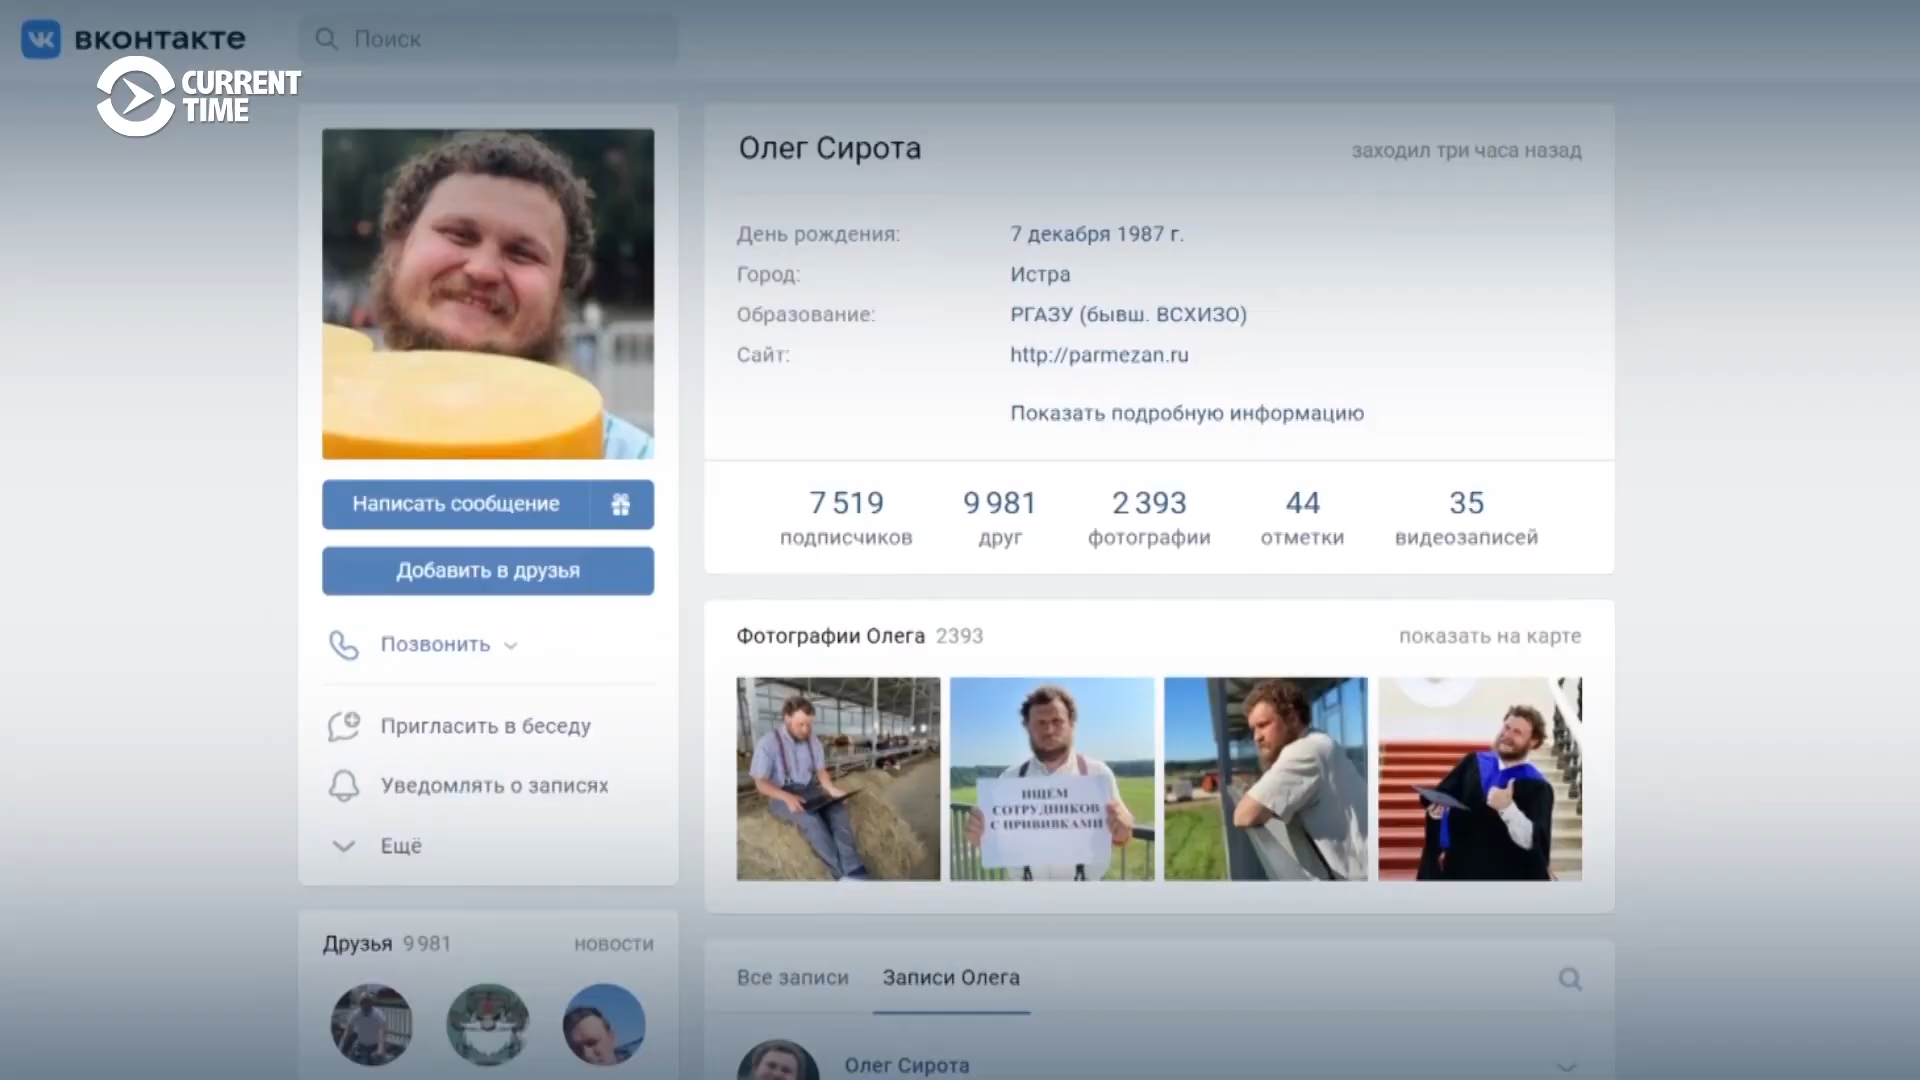 вконтакте
Поиск
CURRENT
TIME
Олег Сирота
заходил три часа назад
День рождения: 7 декабря 1987 г.
Город: Истра
Образование: РГАЗУ (бывш. ВСХИЗО)
Сайт: http://parmezan.ru
Показать подробную информацию
7 519 9 981 2 393 44 35
подписчиков друг фотографии отметки видеозаписей
Написать сообщение
Добавить в друзья
Позвонить
Пригласить в беседу
Уведомлять о записях
Ещё
Фотографии Олега 2393 показать на карте
ИЩЕМ
СОТРУДНИКОВ
С ПРИВИВКАМИ
Друзья 9 981 новости
Все записи Записи Олега
Олег Сирота